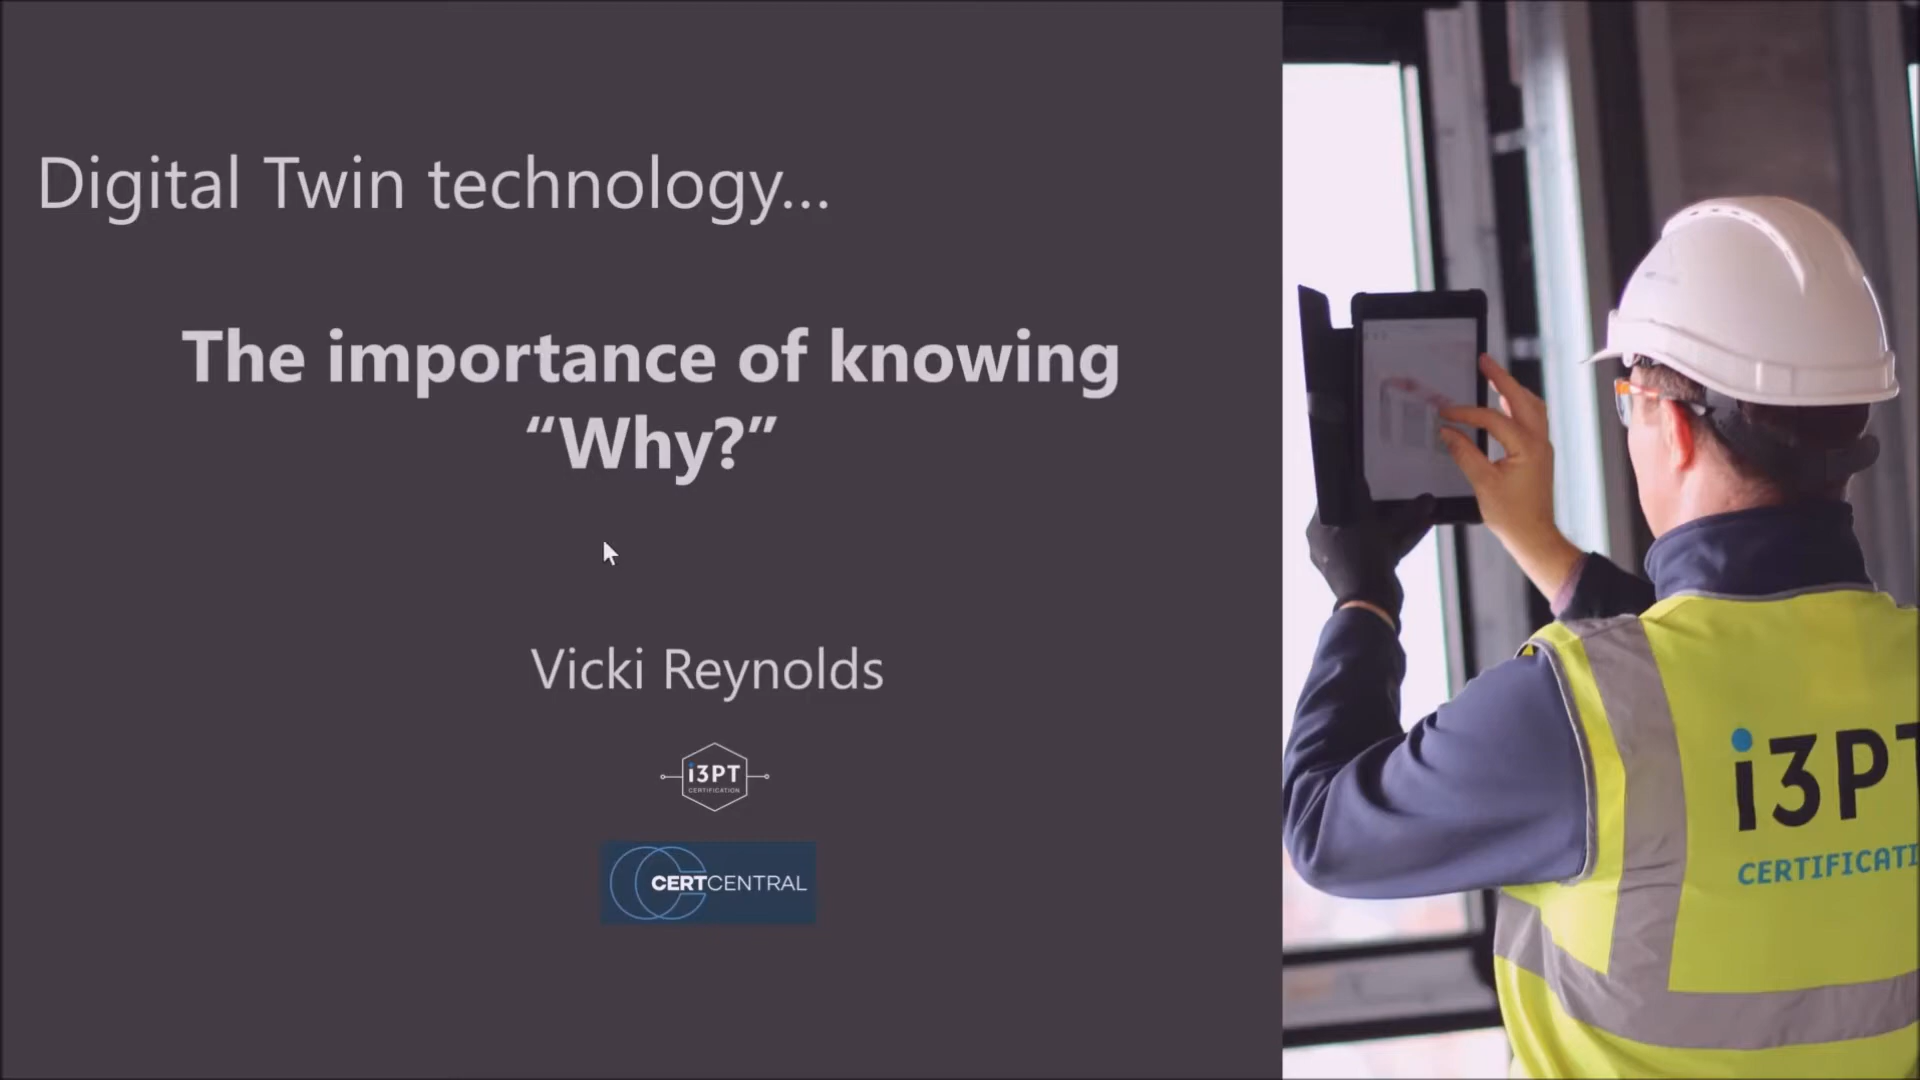 Digital Twin technology...
The importance of knowing
“Why?”
Vicki Reynolds
i3PT
CERTIFICATION
CERTCENTRAL
i3PT
CERTIFICATI